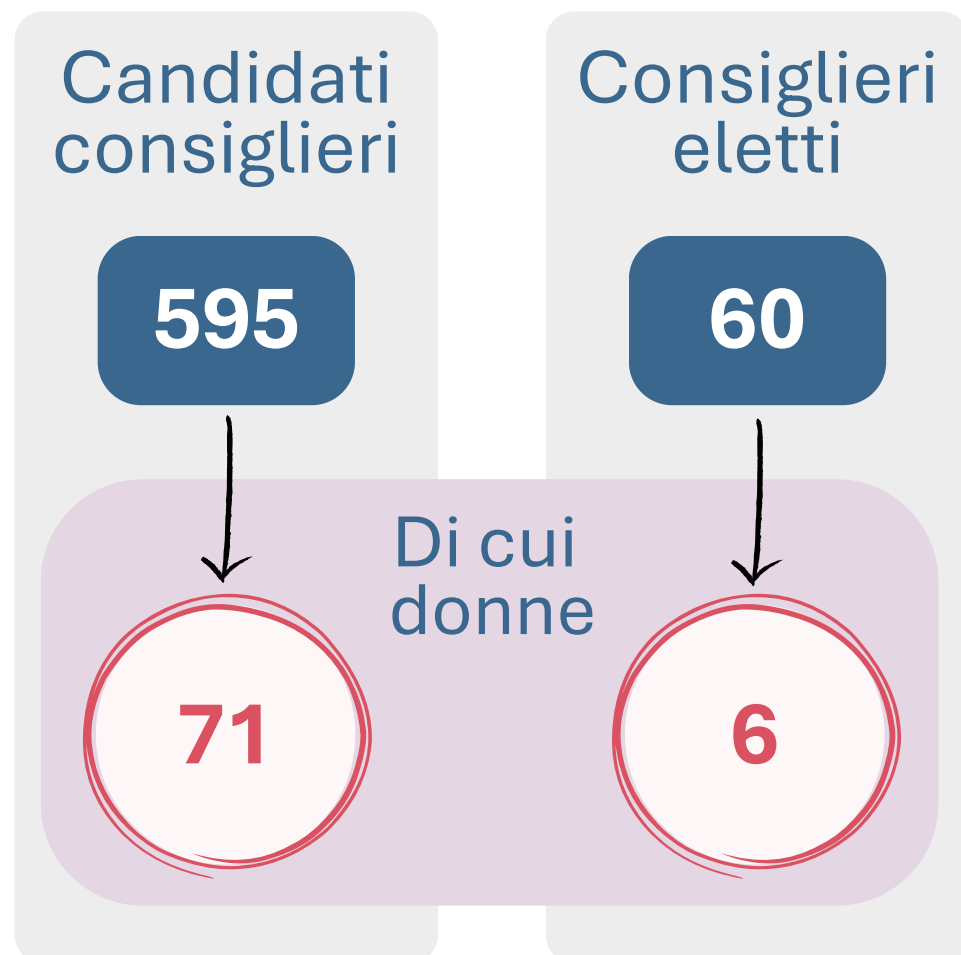 Candidati
consiglieri
595
Consiglieri
eletti
60
Di cui
donne
71
6